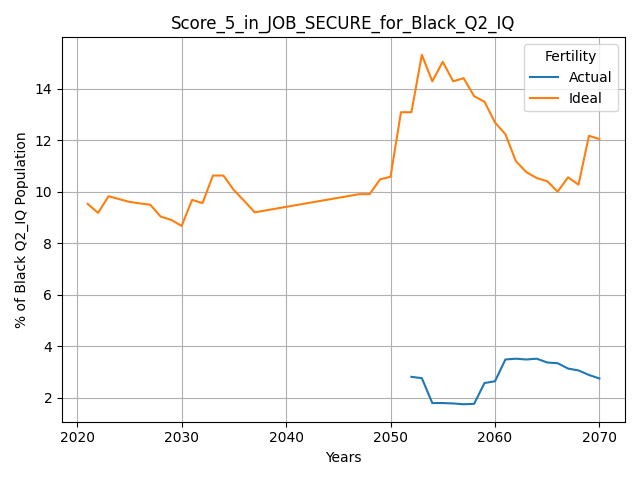 Score_5_in_JOB_SECURE_for_Black_Q2_IQ
Fertility
Actual
Ideal
% of Black Q2_IQ Population
14
12
10
8
6
4
2
2020 2030 2040 2050 2060 2070
Years